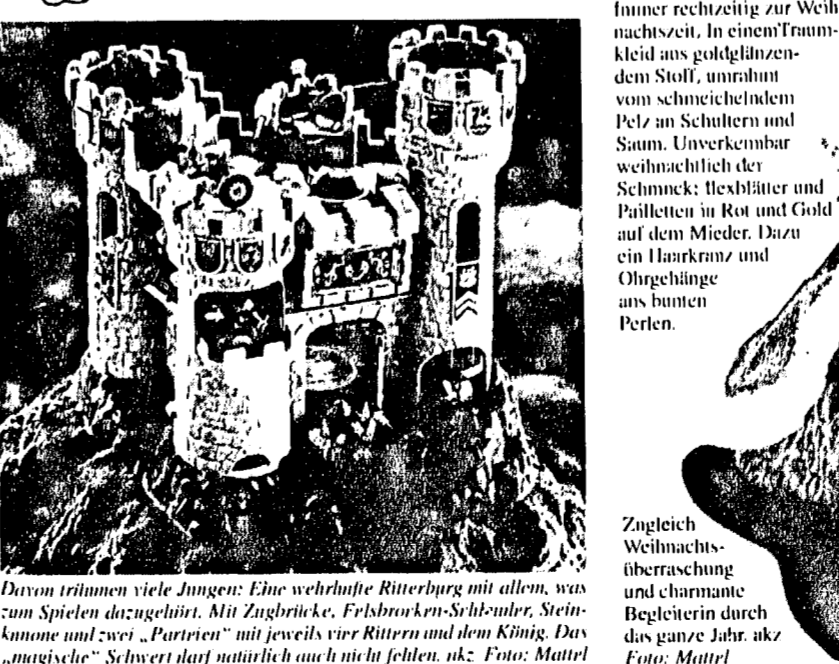 Davon träumen viele Jungen: Eine wehrhafte Ritterburg mit allem, was
zum Spielen dazugehört. Mit Zugbrücke, Felsbrocken-Schleuder, Stein-
kanone und zwei „Parteien“ mit jeweils vier Rittern und dem König. Das
„magische“ Schwert darf natürlich auch nicht fehlen. akz Foto: Mattel
Immer rechtzeitig zur Weih-
nachtszeit. In einem Traum-
kleid aus goldglänzen-
dem Stoff, umrahmt
vom schmeichelndem
Pelz an Schultern und
Saum. Unverkennbar
weihnachtlich der
Schmuck: Ilexblätter und
Pailletten in Rot und Gold
auf dem Mieder. Dazu
ein Haarkranz und
Ohrgehänge
aus bunten
Perlen.
Zugleich
Weihnachts-
überraschung
und charmante
Begleiterin durch
das ganze Jahr. akz
Foto: Mattel